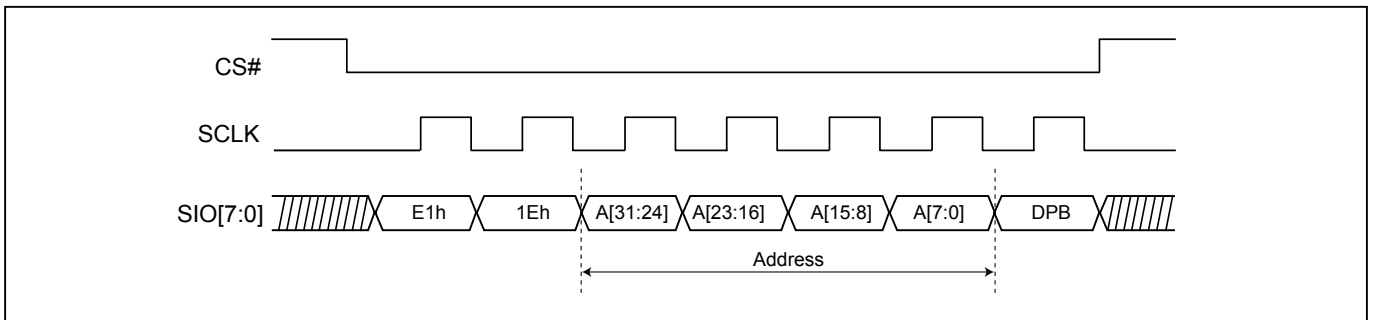 CS#
SCLK
SIO[7:0] E1h 1Eh A[31:24] A[23:16] A[15:8] A[7:0] DPB
Address